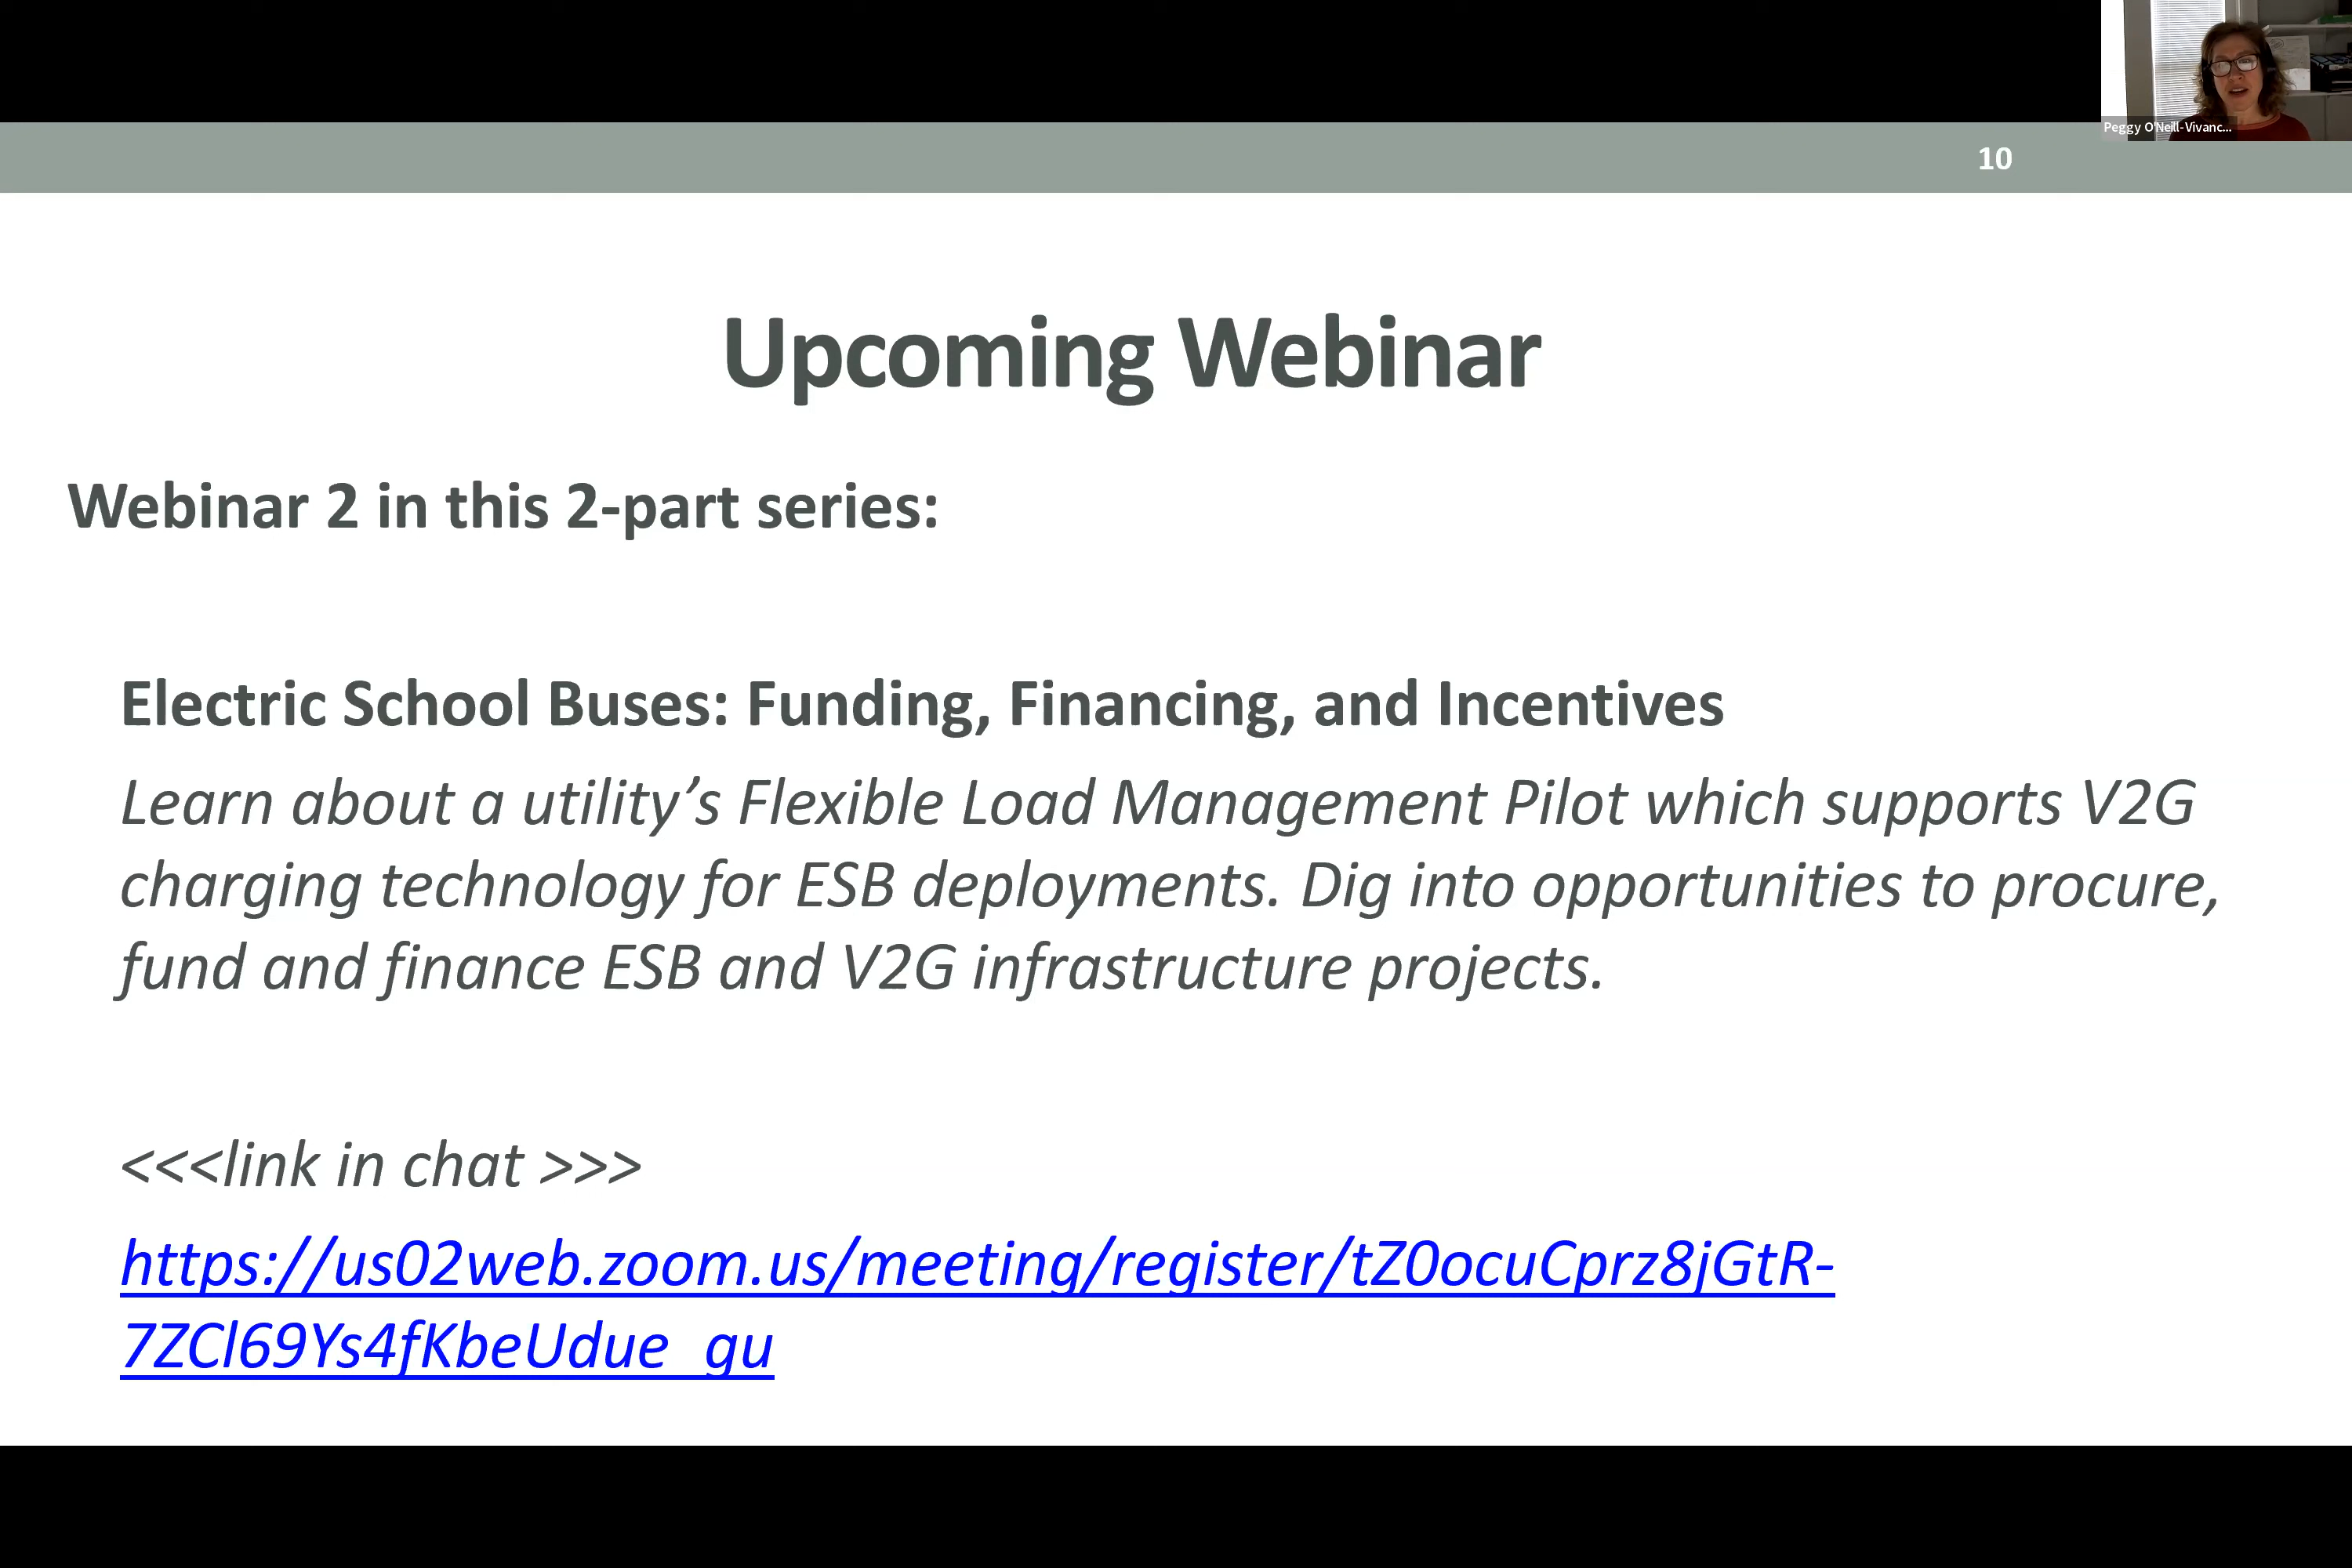 Peggy O'Neill-Vivanc...
10
Upcoming Webinar
Webinar 2 in this 2-part series:
Electric School Buses: Funding, Financing, and Incentives
Learn about a utility’s Flexible Load Management Pilot which supports V2G
charging technology for ESB deployments. Dig into opportunities to procure,
fund and finance ESB and V2G infrastructure projects.
<<<link in chat >>>
https://us02web.zoom.us/meeting/register/tZ0ocuCprz8jGtR-
7ZCl69Ys4fKbeUdue_gu